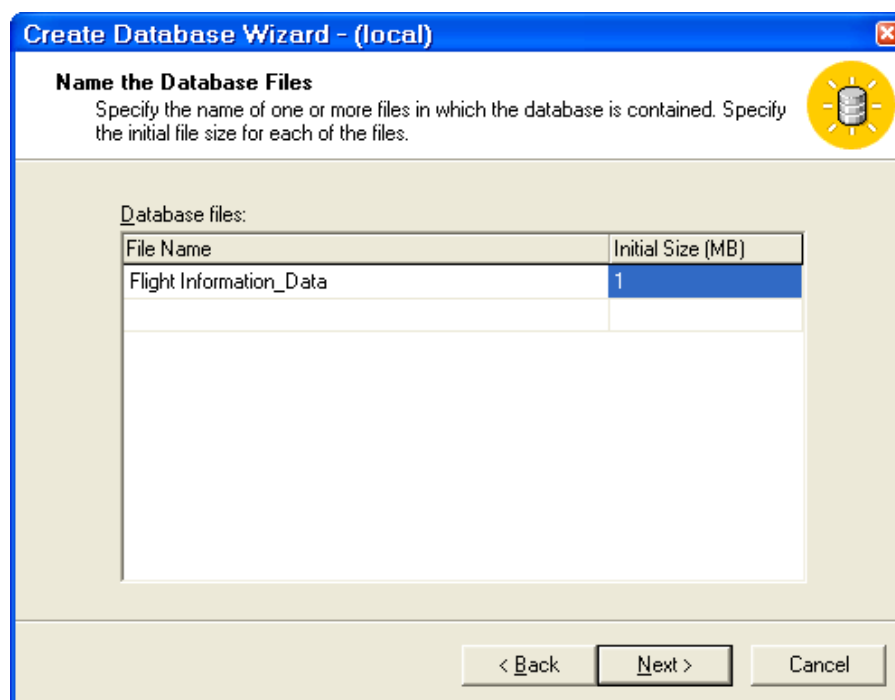 Create Database Wizard - (local)
Name the Database Files
Specify the name of one or more files in which the database is contained. Specify
the initial file size for each of the files.
Database files:
File Name Initial Size (MB)
Flight Information_Data 1
< Back Next > Cancel